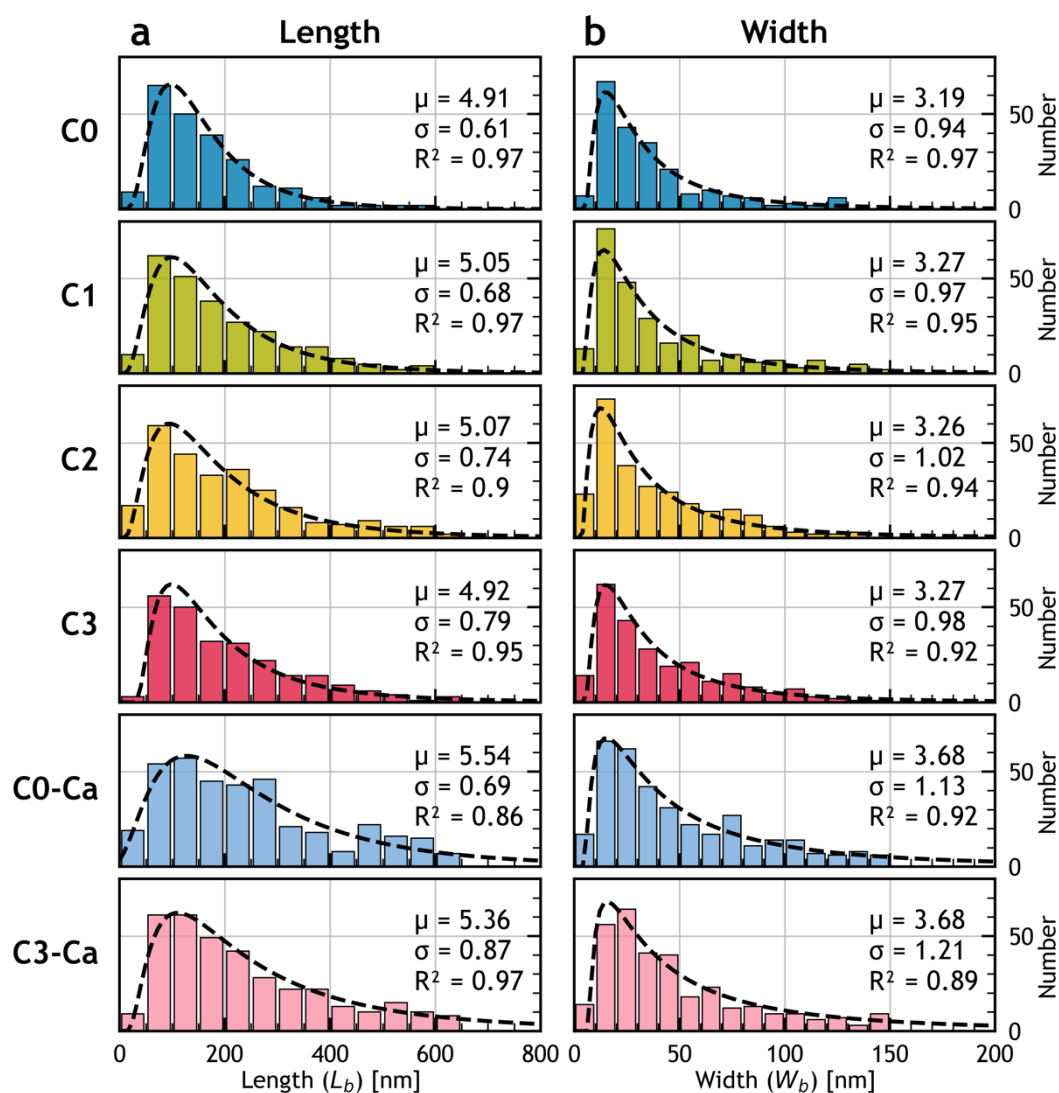 a Length b Width
C0
μ = 4.91
σ = 0.61
R² = 0.97
μ = 3.19
σ = 0.94
R² = 0.97
50
0
Number
C1
μ = 5.05
σ = 0.68
R² = 0.97
μ = 3.27
σ = 0.97
R² = 0.95
50
0
Number
C2
μ = 5.07
σ = 0.74
R² = 0.9
μ = 3.26
σ = 1.02
R² = 0.94
50
0
Number
C3
μ = 4.92
σ = 0.79
R² = 0.95
μ = 3.27
σ = 0.98
R² = 0.92
50
0
Number
C0-Ca
μ = 5.54
σ = 0.69
R² = 0.86
μ = 3.68
σ = 1.13
R² = 0.92
50
0
Number
C3-Ca
μ = 5.36
σ = 0.87
R² = 0.97
μ = 3.68
σ = 1.21
R² = 0.89
50
0
Number
0 200 400 600 800
0 50 100 150 200
Length (L_b) [nm]
Width (W_b) [nm]